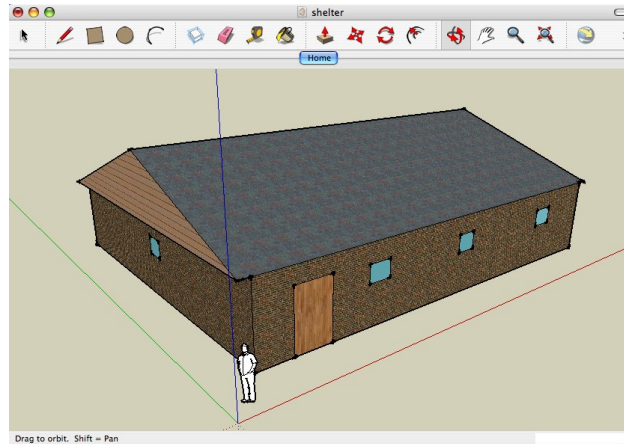 shelter
Home
Drag to orbit. Shift = Pan